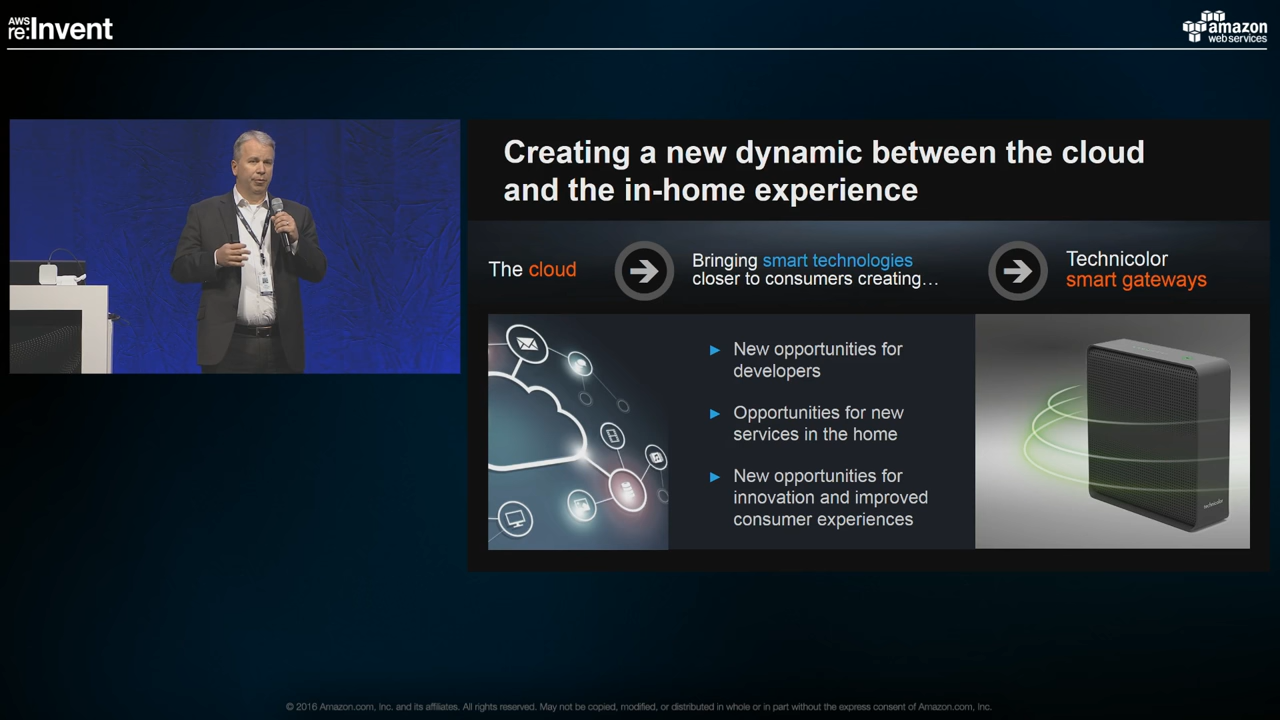 AWS
re:Invent
amazon
web services
Creating a new dynamic between the cloud
and the in-home experience
The cloud
Bringing smart technologies
closer to consumers creating…
Technicolor
smart gateways
► New opportunities for
developers
► Opportunities for new
services in the home
► New opportunities for
innovation and improved
consumer experiences
technicolor
© 2016 Amazon.com, Inc. and its affiliates. All rights reserved. May not be copied, modified, or distributed in whole or in part without the express consent of Amazon.com, Inc.